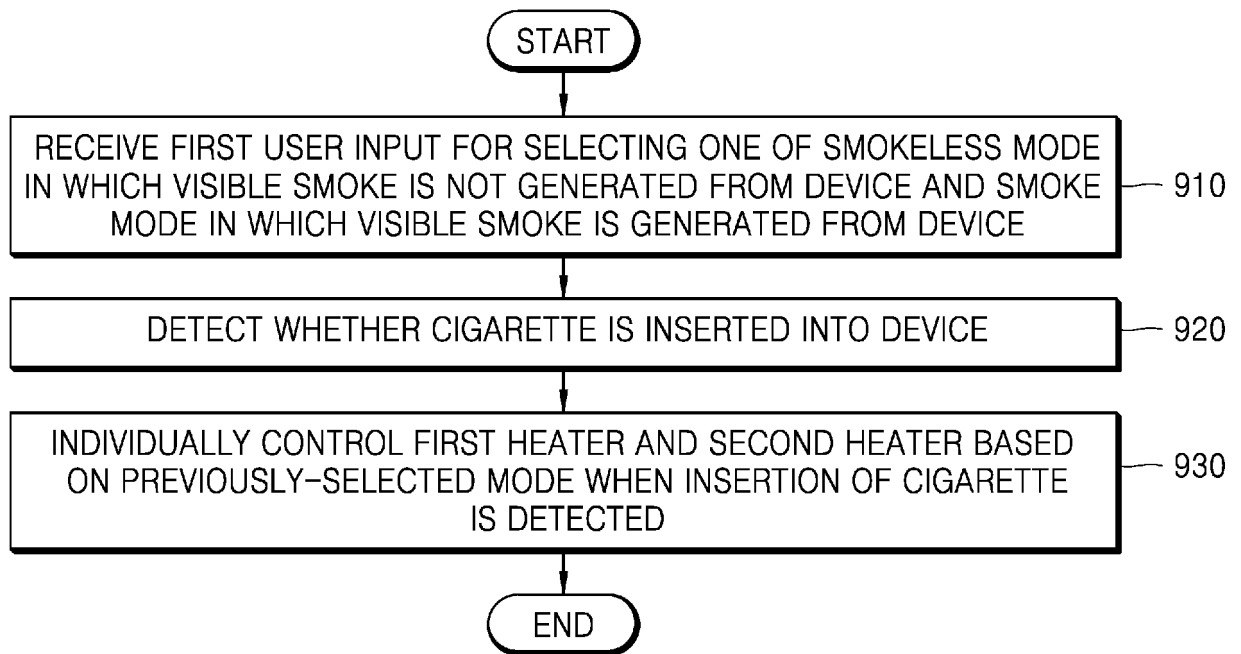 START
RECEIVE FIRST USER INPUT FOR SELECTING ONE OF SMOKELESS MODE
IN WHICH VISIBLE SMOKE IS NOT GENERATED FROM DEVICE AND SMOKE
MODE IN WHICH VISIBLE SMOKE IS GENERATED FROM DEVICE
910
DETECT WHETHER CIGARETTE IS INSERTED INTO DEVICE
920
INDIVIDUALLY CONTROL FIRST HEATER AND SECOND HEATER BASED
ON PREVIOUSLY-SELECTED MODE WHEN INSERTION OF CIGARETTE
IS DETECTED
930
END